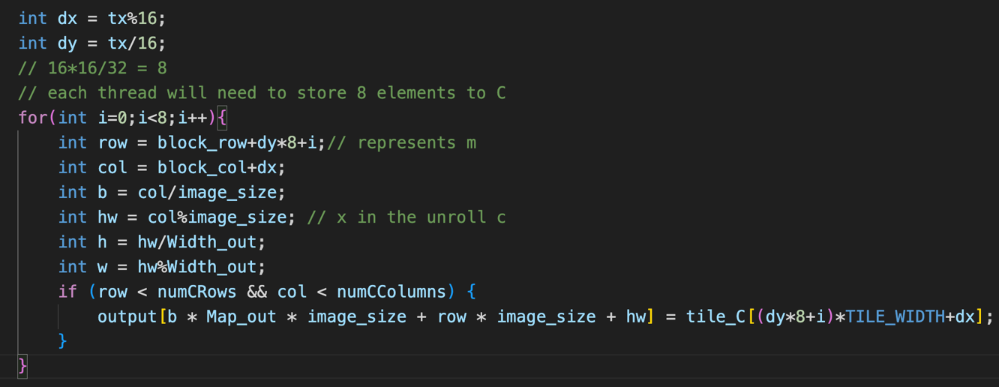 int dx = tx%16;
int dy = tx/16;
// 16*16/32 = 8
// each thread will need to store 8 elements to C
for(int i=0;i<8;i++){
    int row = block_row+dy*8+i;// represents m
    int col = block_col+dx;
    int b = col/image_size;
    int hw = col%image_size; // x in the unroll c
    int h = hw/Width_out;
    int w = hw%Width_out;
    if (row < numCRows && col < numCColumns) {
        output[b * Map_out * image_size + row * image_size + hw] = tile_C[(dy*8+i)*TILE_WIDTH+dx];
    }
}